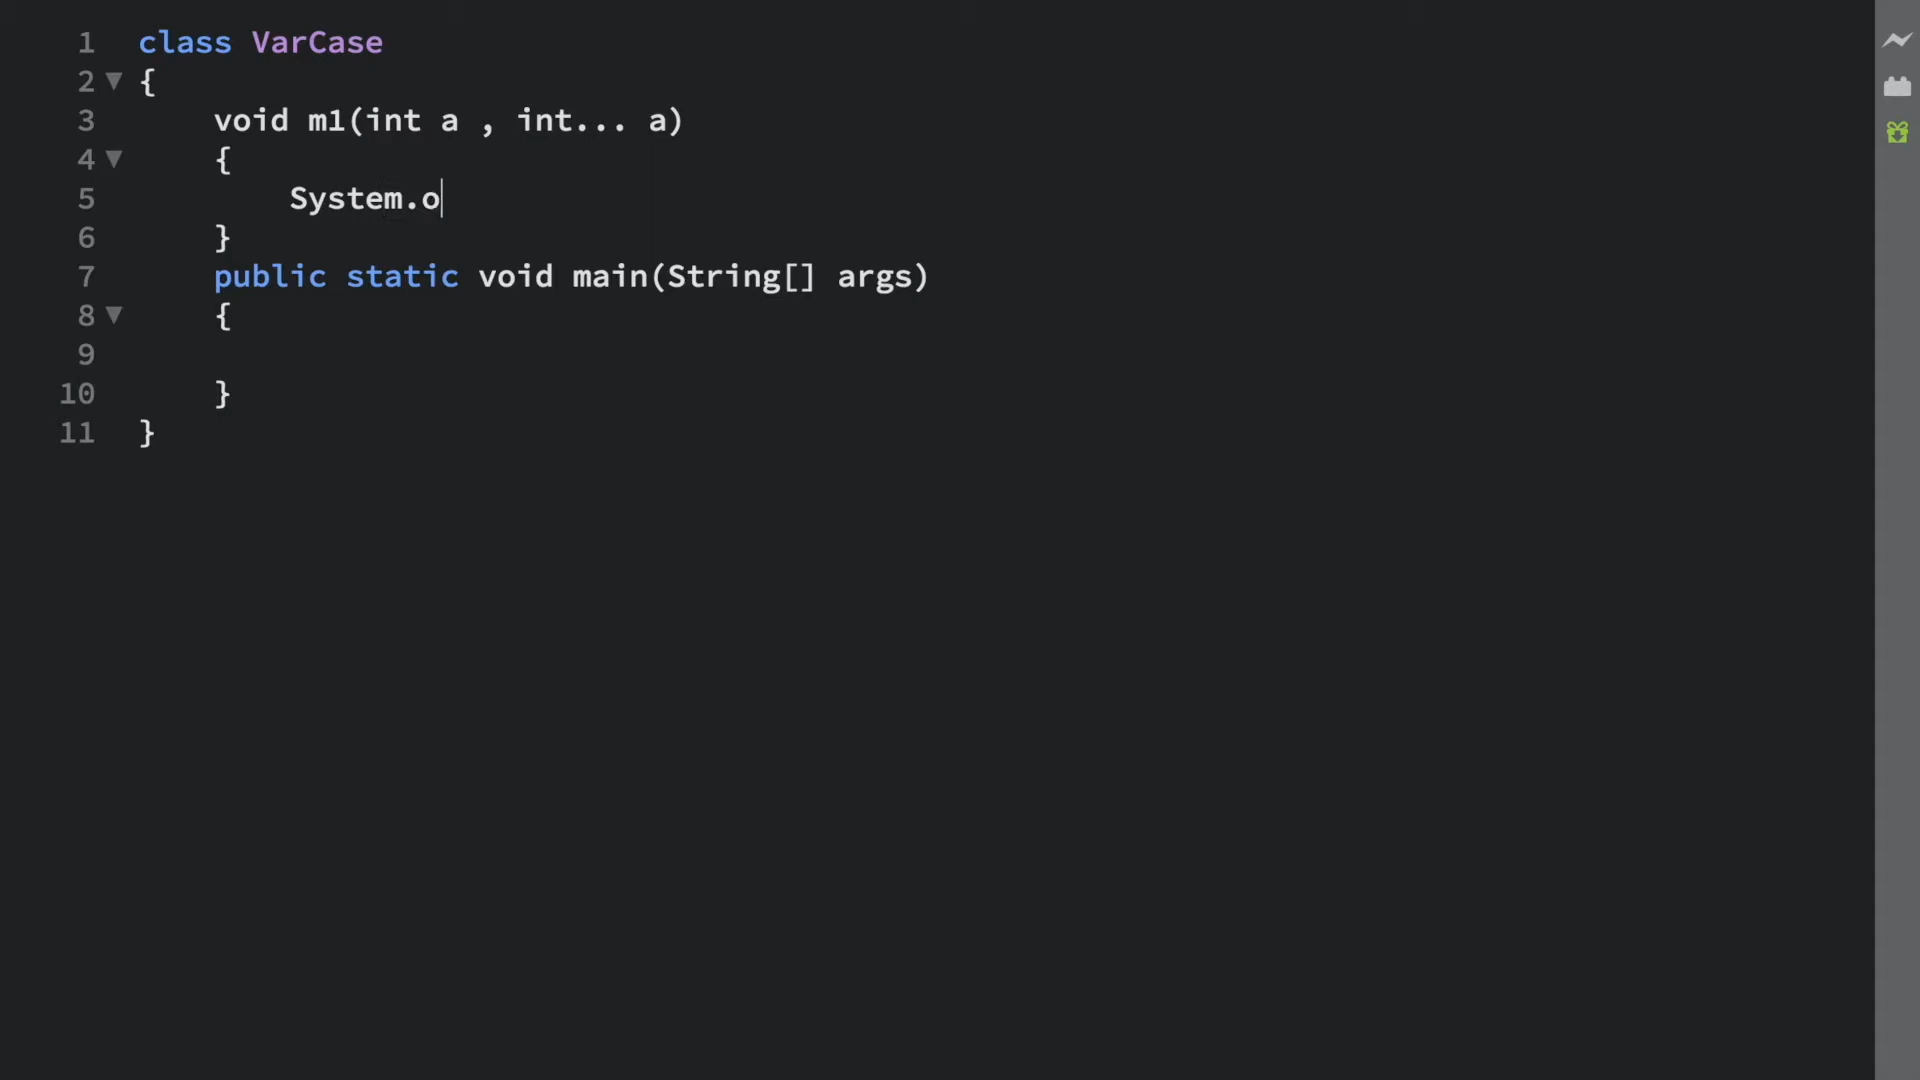 1 class VarCase
2 {
3 void m1(int a , int... a)
4 {
5 System.o
6 }
7 public static void main(String[] args)
8 {
9
10 }
11 }